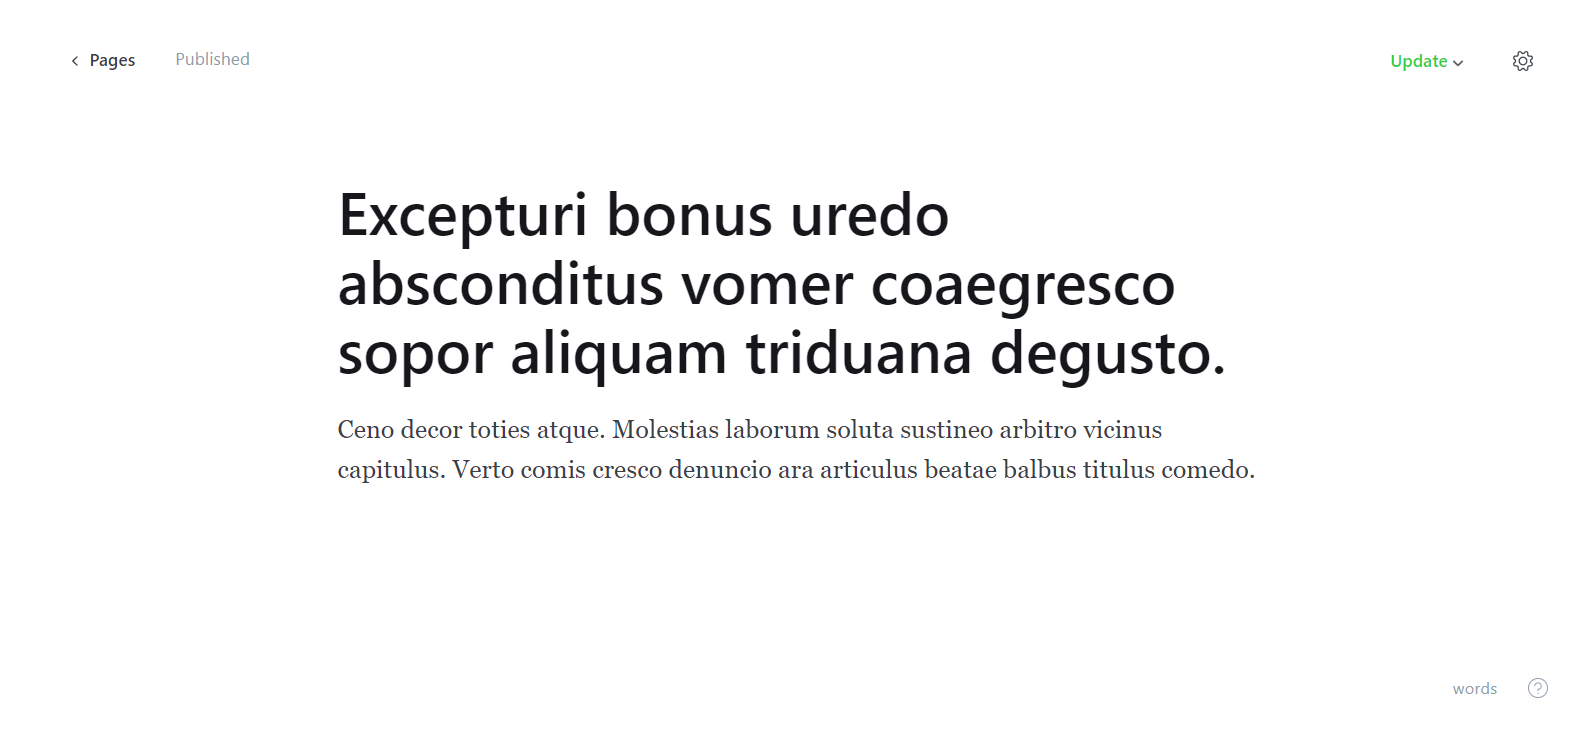 Pages
Published
Update
Excepturi bonus uredo
absconditus vomer coaegresco
sopor aliquam triduana degusto.
Ceno decor toties atque. Molestias laborum soluta sustineo arbitro vicinus
capitulus. Verto comis cresco denuncio ara articulus beatae balbus titulus comedo.
words
?